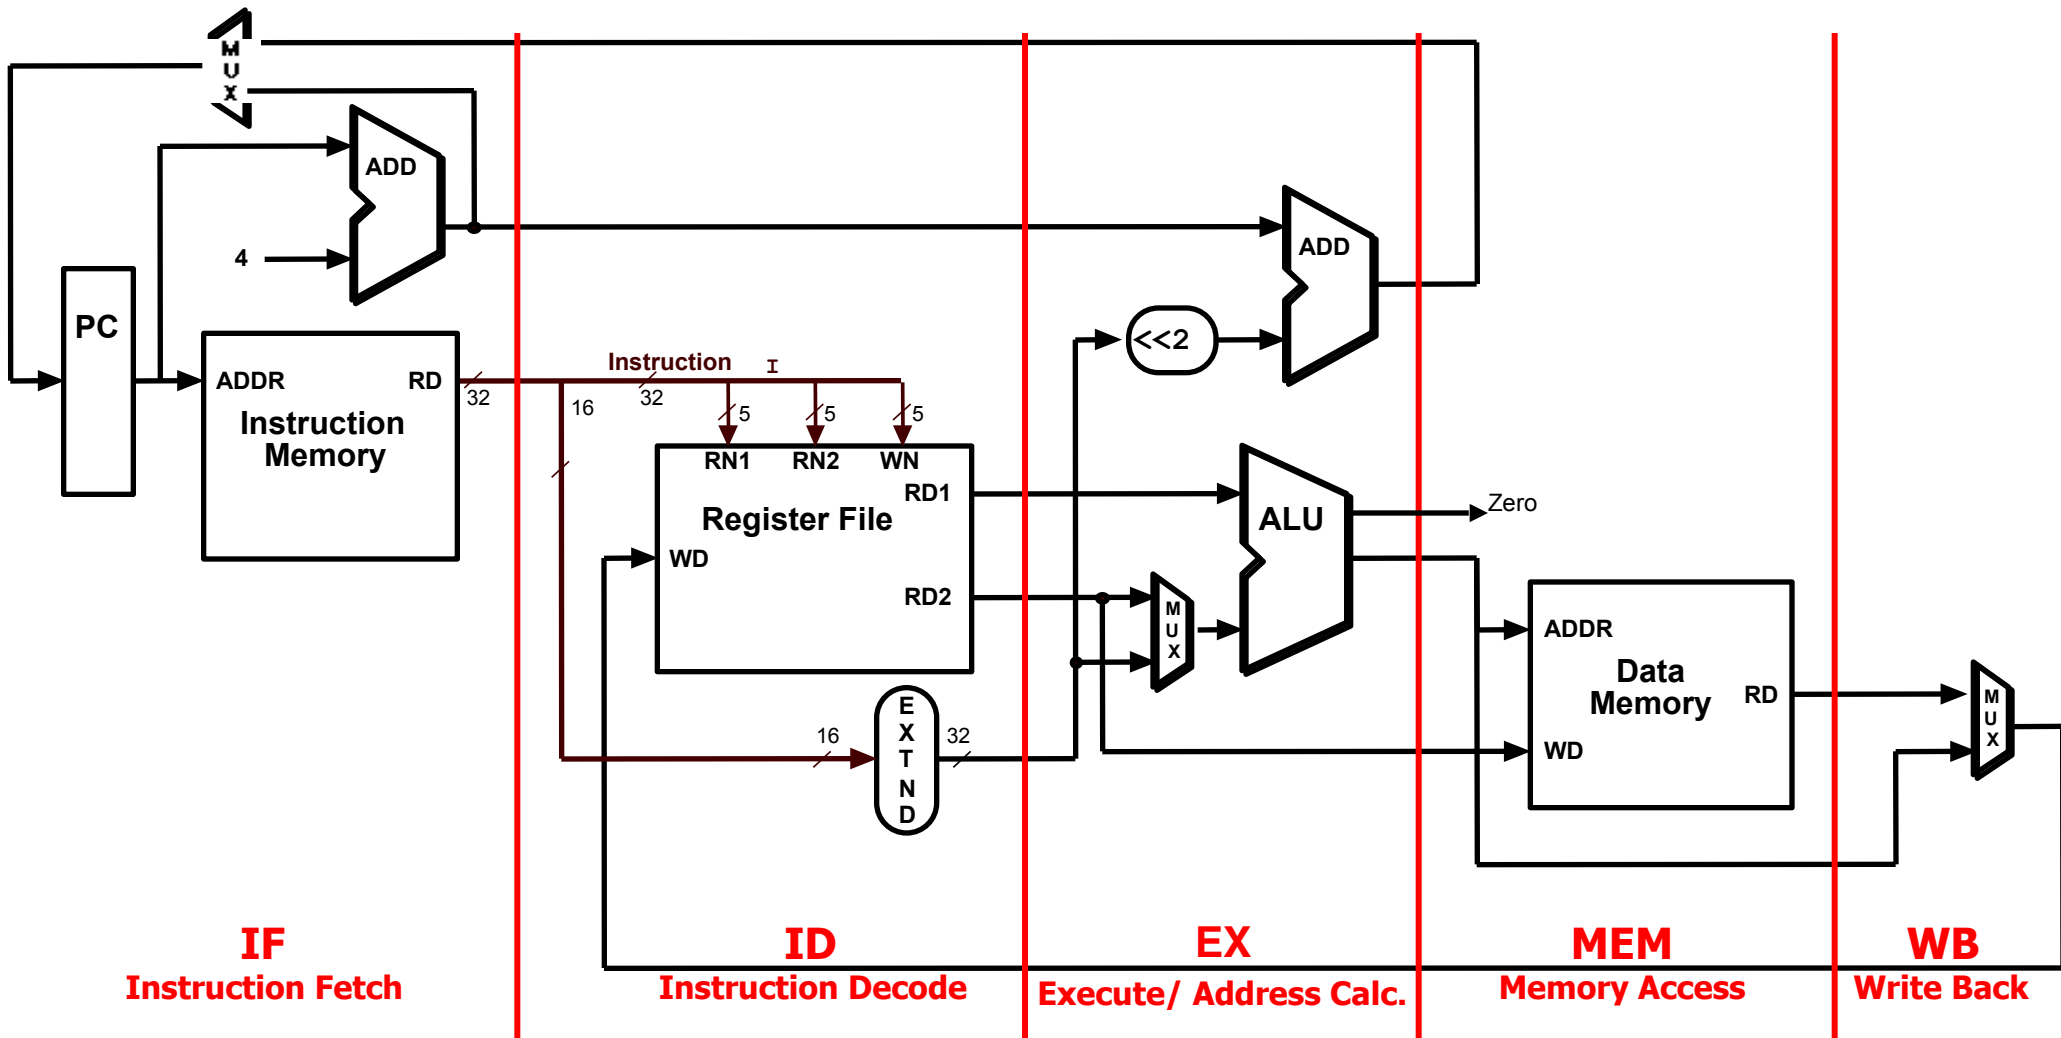 MUX
ADD
4
PC
ADDR
RD
32
Instruction
Memory
Instruction
I
16
32
5
5
5
RN1
RN2
WN
RD1
Register File
WD
RD2
16
EXTND
32
ADD
<<2
ALU
Zero
MUX
ADDR
Data
Memory
RD
WD
MUX
IF
Instruction Fetch
ID
Instruction Decode
EX
Execute/ Address Calc.
MEM
Memory Access
WB
Write Back